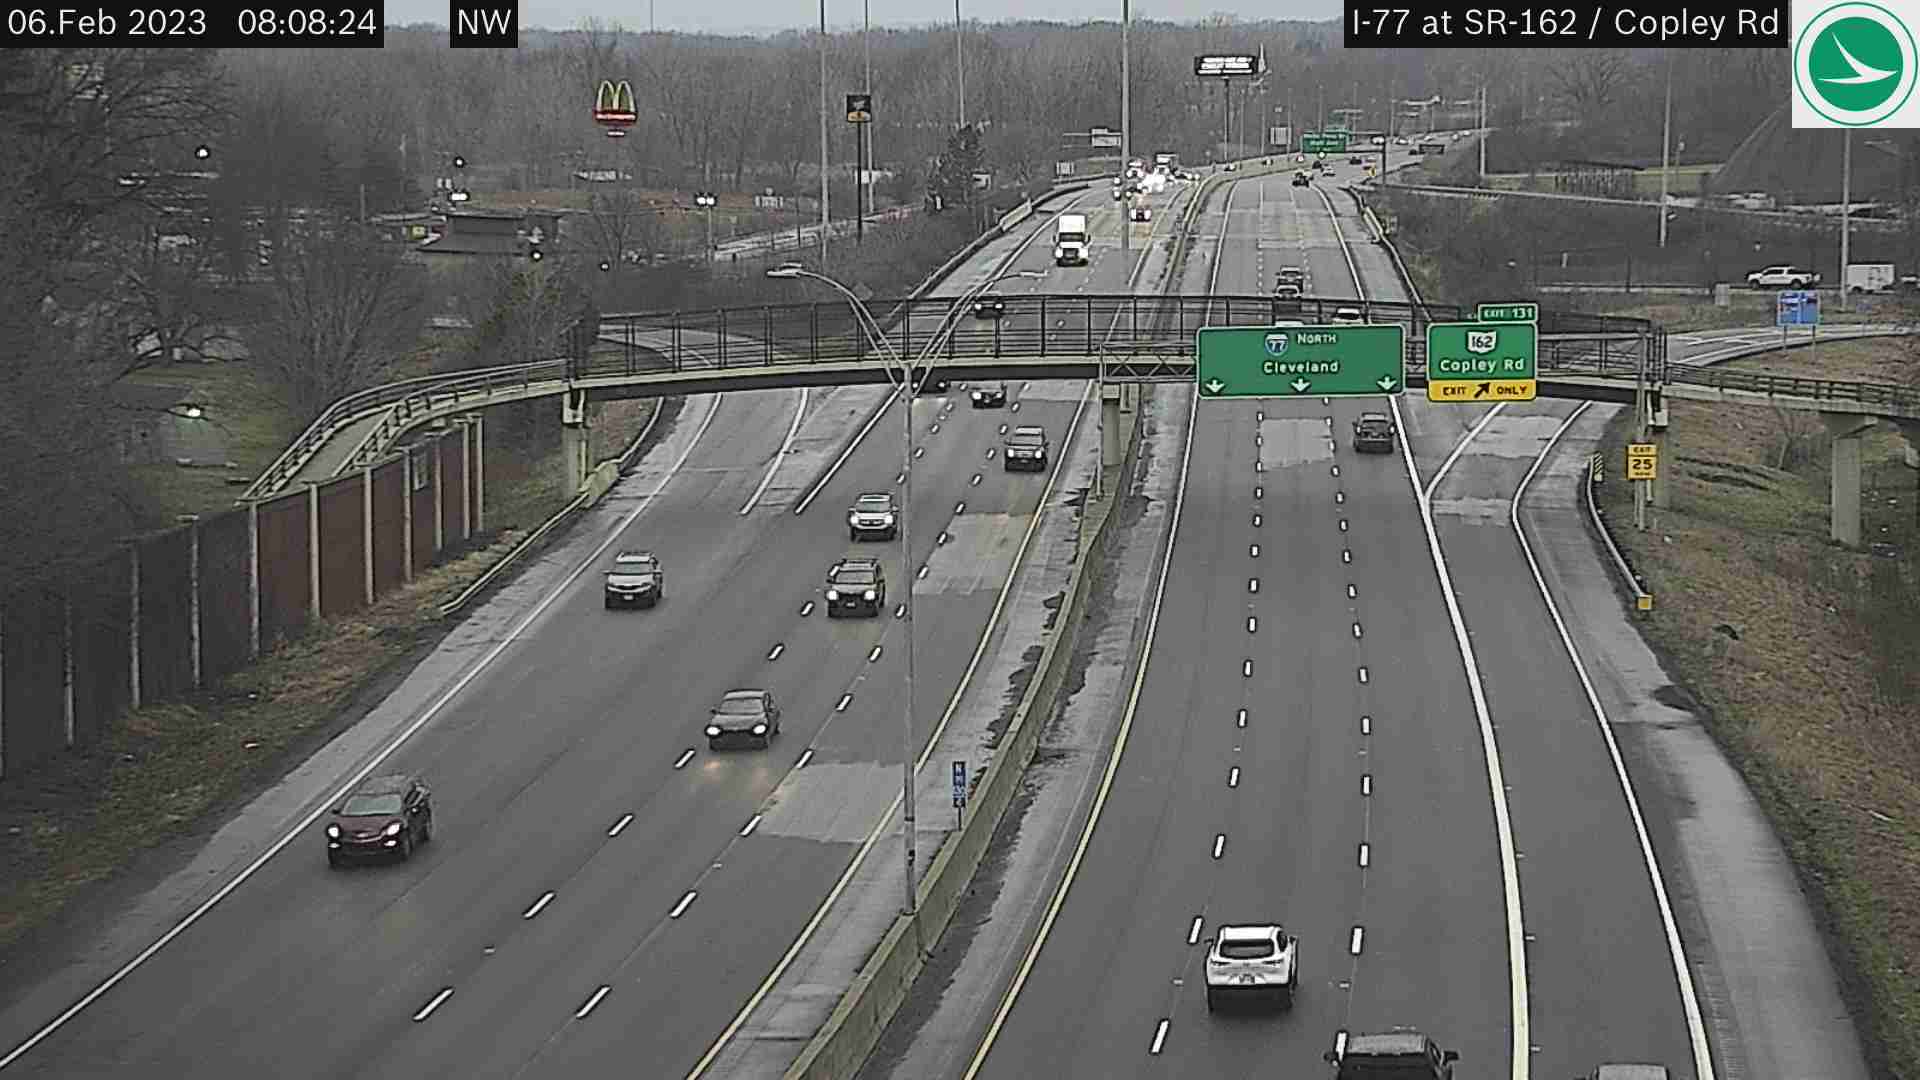 06.Feb 2023 08:08:24
NW
I-77 at SR-162 / Copley Rd
EXIT 131
77 NORTH
Cleveland
162
Copley Rd
EXIT ONLY
EXIT
25